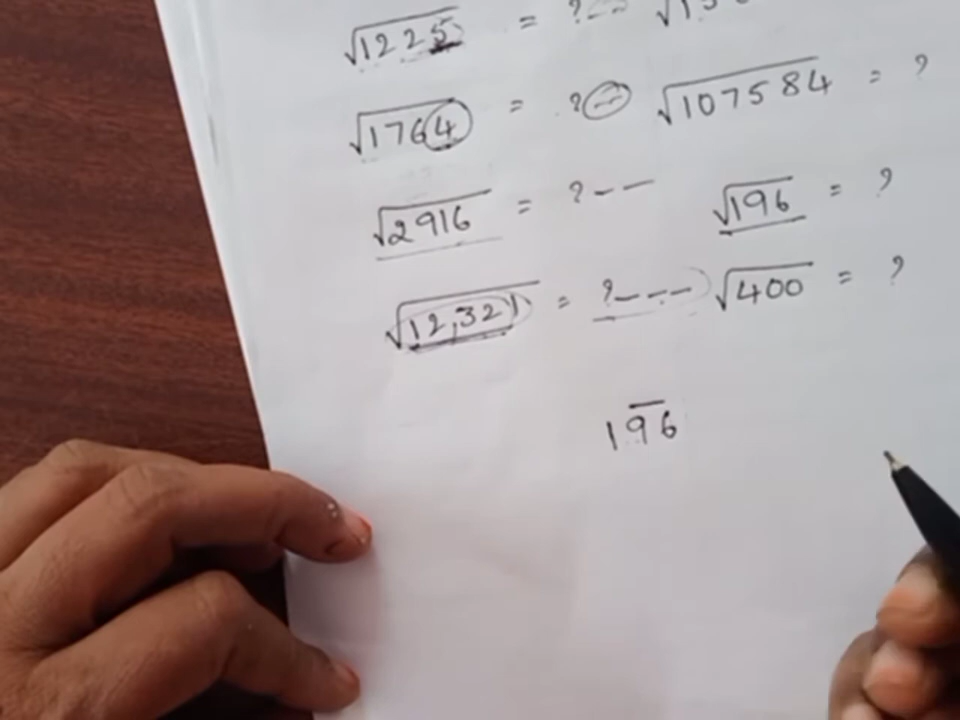 √1225 = ?--
√1764 = ?-- √107584 = ?
√2916 = ?-- √196 = ?
√12,321 = ?--- √400 = ?
196